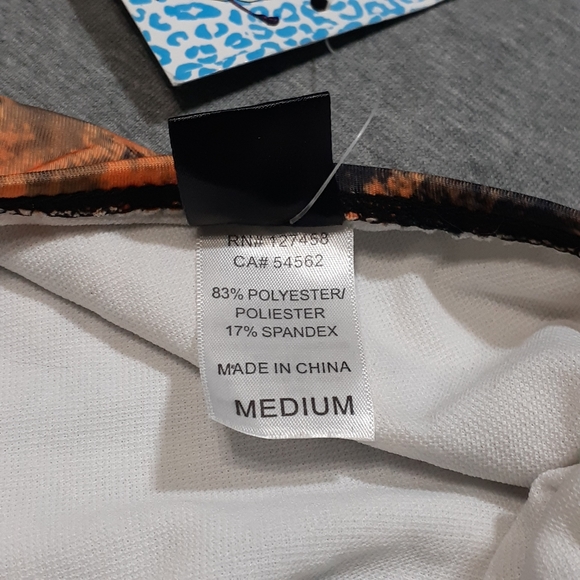 RN# 127458
CA# 54562
83% POLYESTER/
POLIESTER
17% SPANDEX
MADE IN CHINA
MEDIUM